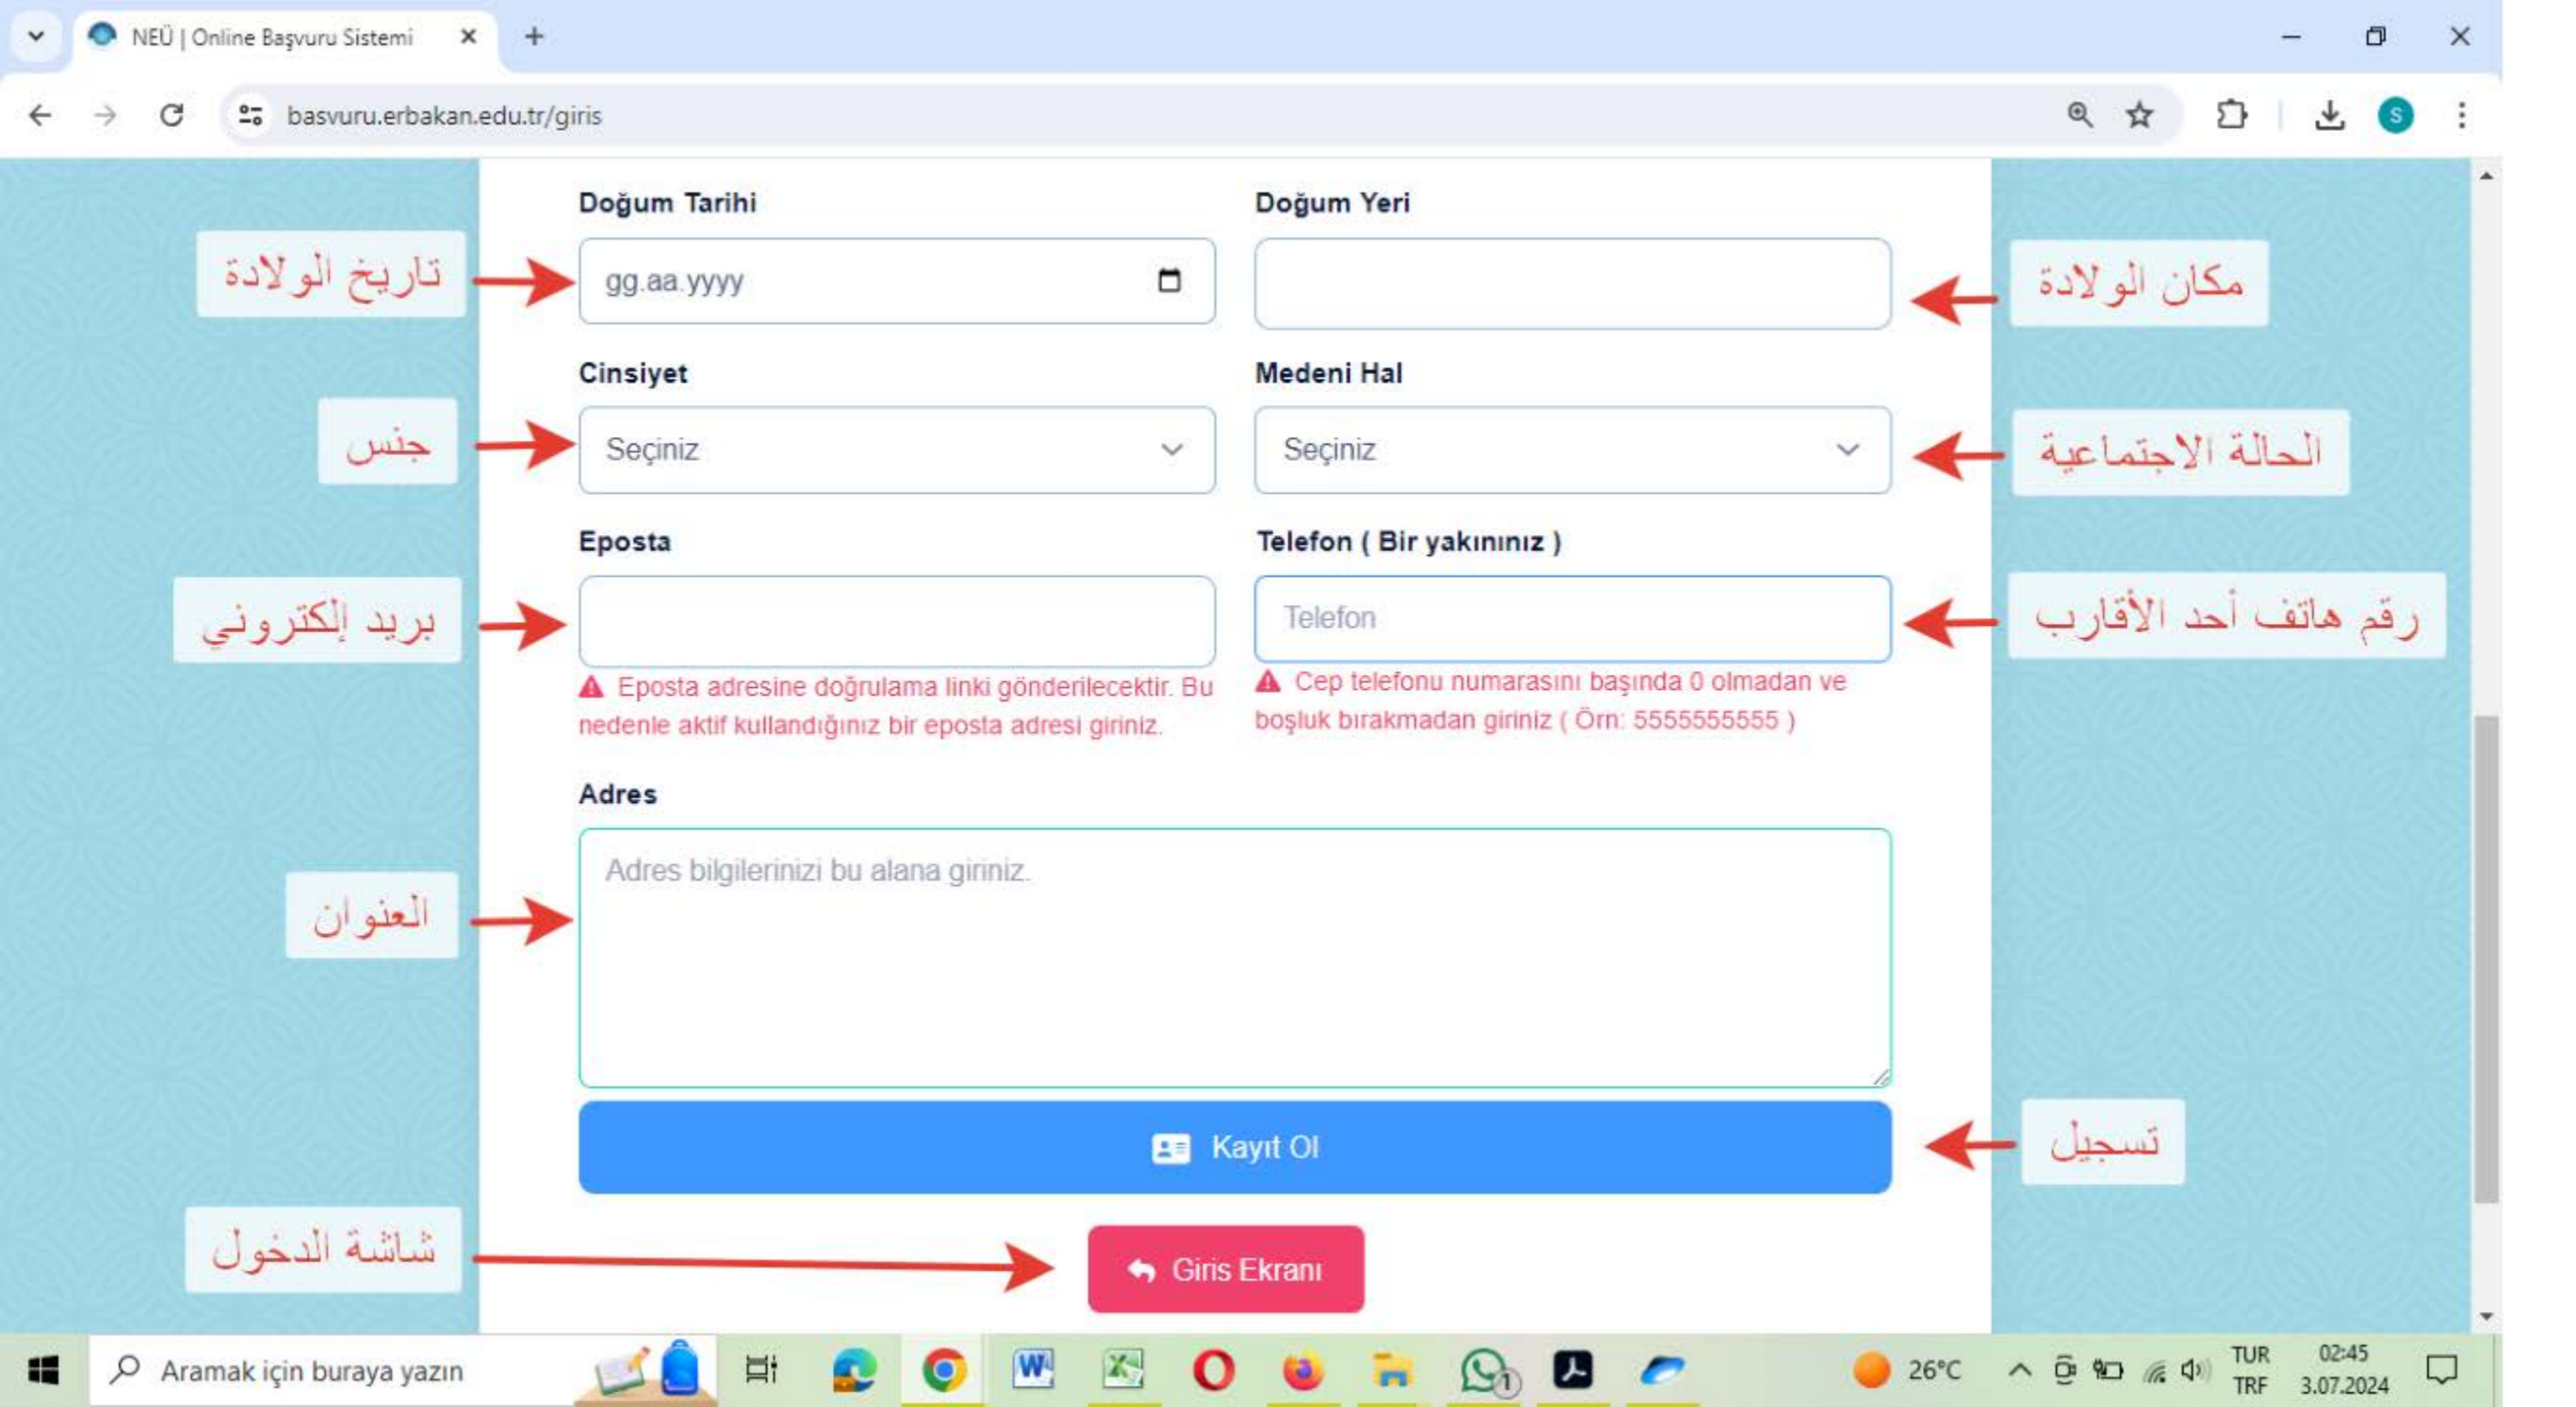 NEÜ | Online Başvuru Sistemi
basvuru.erbakan.edu.tr/giris
S
Doğum Tarihi
Doğum Yeri
تاريخ الولادة
gg.aa.yyyy
مكان الولادة
Cinsiyet
Medeni Hal
جنس
Seçiniz
Seçiniz
الحالة الاجتماعية
Eposta
Telefon ( Bir yakınınız )
بريد إلكتروني
Telefon
رقم هاتف أحد الأقارب
Eposta adresine doğrulama linki gönderilecektir. Bu
nedenle aktif kullandığınız bir eposta adresi giriniz.
Cep telefonu numarasını başında 0 olmadan ve
boşluk bırakmadan giriniz ( Örn: 5555555555 )
Adres
Adres bilgilerinizi bu alana giriniz.
العنوان
Kayıt Ol
تسجيل
شاشة الدخول
Giris Ekranı
Aramak için buraya yazın
1
26°C
TUR
TRF
02:45
3.07.2024